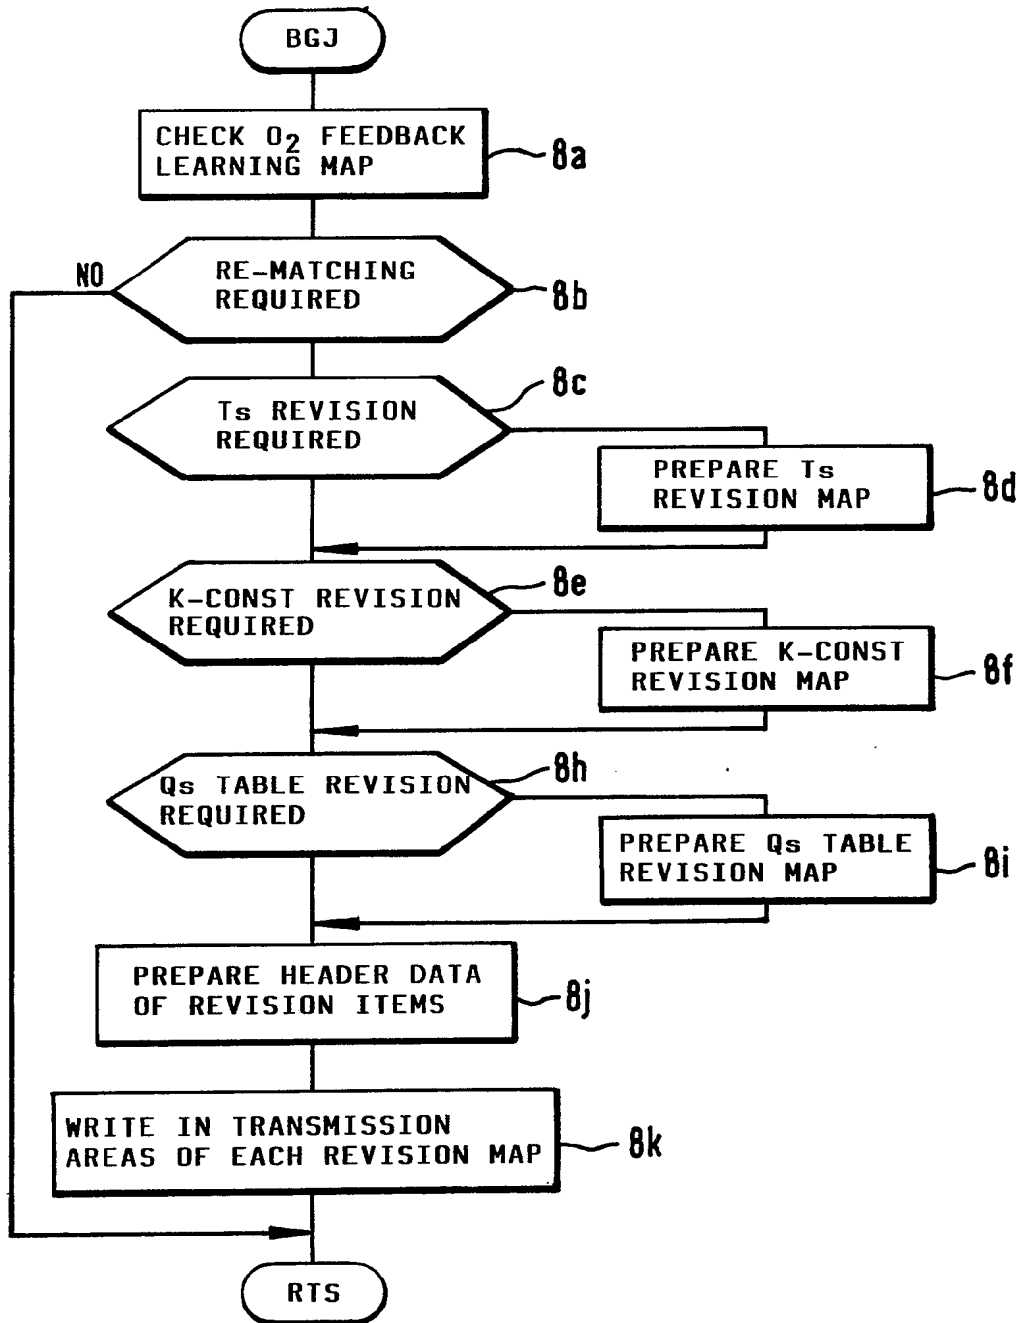 BGJ
CHECK O2 FEEDBACK
LEARNING MAP
8a
NO
RE-MATCHING
REQUIRED
8b
8c
Ts REVISION
REQUIRED
PREPARE Ts
REVISION MAP
8d
8e
K-CONST REVISION
REQUIRED
PREPARE K-CONST
REVISION MAP
8f
8h
Qs TABLE REVISION
REQUIRED
PREPARE Qs TABLE
REVISION MAP
8i
PREPARE HEADER DATA
OF REVISION ITEMS
8j
WRITE IN TRANSMISSION
AREAS OF EACH REVISION MAP
8k
RTS